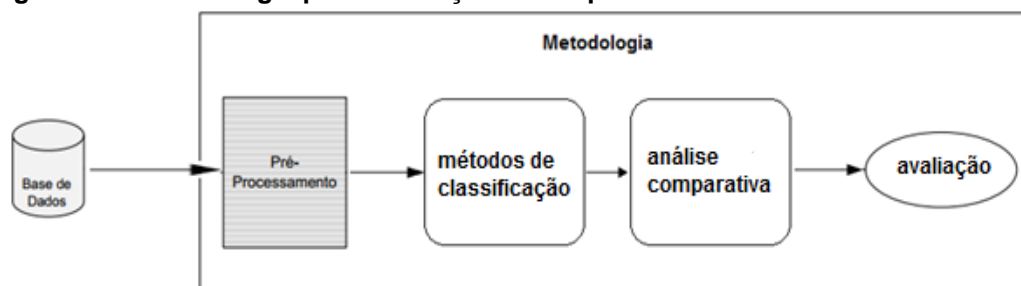 Metodologia
Base de
Dados
Pré-
Processamento
métodos de
classificação
análise
comparativa
avaliação